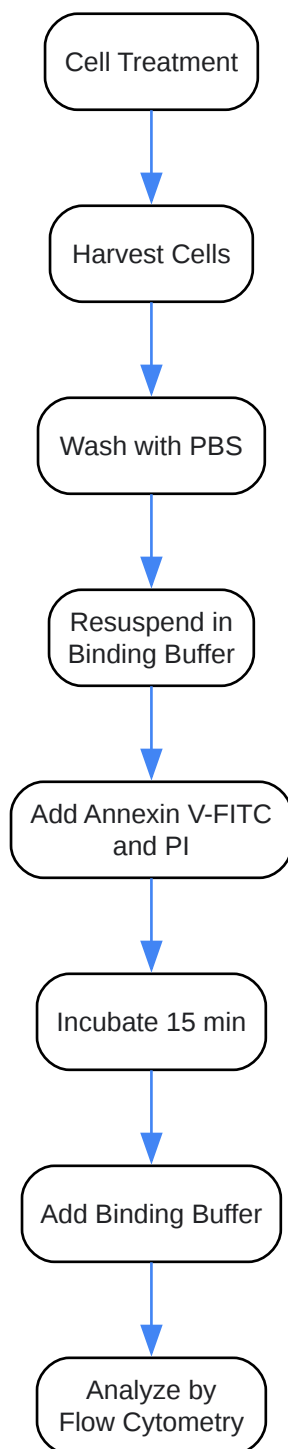 Cell Treatment
Harvest Cells
Wash with PBS
Resuspend in
Binding Buffer
Add Annexin V-FITC
and PI
Incubate 15 min
Add Binding Buffer
Analyze by
Flow Cytometry